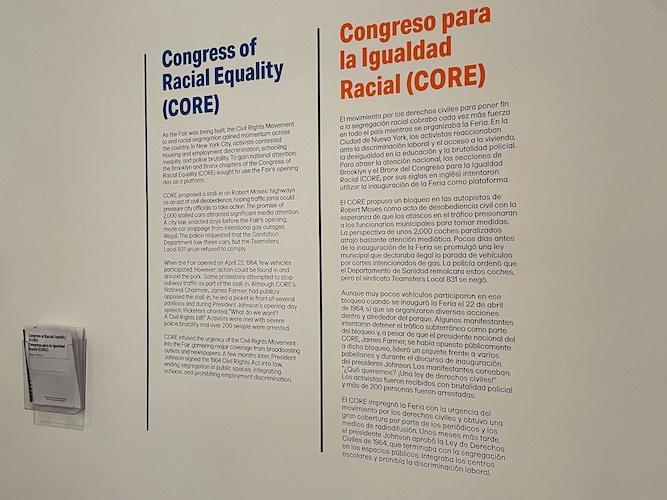 Congress of
Racial Equality
(CORE)
As the Fair was being built, the Civil Rights Movement
to end racial segregation gained momentum across
the country. In New York City, activists contested
housing and employment discrimination, schooling
inequity, and police brutality. To gain national attention,
the Brooklyn and Bronx chapters of the Congress of
Racial Equality (CORE) sought to use the Fair's opening
day as a platform.
CORE proposed a stall-in on Robert Moses' highways
as an act of civil disobedience, hoping traffic jams could
pressure city officials to take action. The promise of
2,000 stalled cars attracted significant media attention.
A city law, enacted days before the Fair's opening,
made car stoppage from intentional gas outages
illegal. The police requested that the Sanitation
Department tow these cars, but the Teamsters
Local 831 union refused to comply.
When the Fair opened on April 22, 1964, few vehicles
participated. However, action could be found in and
around the park. Some protestors attempted to stop
subway traffic as part of the stall-in. Although CORE's
National Chairman, James Farmer, had publicly
opposed the stall-in, he led a picket in front of several
pavilions and during President Johnson's opening-day
speech. Picketers chanted, "What do we want?
A Civil Rights bill!" Activists were met with severe
police brutality and over 200 people were arrested.
CORE infused the urgency of the Civil Rights Movement
into the Fair, garnering major coverage from broadcasting
outlets and newspapers. A few months later, President
Johnson signed the 1964 Civil Rights Act into law,
ending segregation in public spaces, integrating
schools, and prohibiting employment discrimination.
Congreso para
la Igualdad
Racial (CORE)
El movimiento por los derechos civiles para poner fin
a la segregación racial cobraba cada vez más fuerza
en todo el país mientras se organizaba la Feria. En la
Ciudad de Nueva York, los activistas reaccionaban
ante la discriminación laboral y el acceso a la vivienda,
la desigualdad en la educación y la brutalidad policial.
Para atraer la atención nacional, las secciones de
Brooklyn y el Bronx del Congreso para la Igualdad
Racial (CORE, por sus siglas en inglés) intentaron
utilizar la inauguración de la Feria como plataforma.
El CORE propuso un bloqueo en las autopistas de
Robert Moses como acto de desobediencia civil con la
esperanza de que los atascos en el tráfico presionaran
a los funcionarios municipales para tomar medidas.
La perspectiva de unos 2,000 coches paralizados
atrajo bastante atención mediática. Pocos días antes
de la inauguración de la Feria se promulgó una ley
municipal que declaraba ilegal la parada de vehículos
por cortes intencionados de gas. La policía ordenó que
el Departamento de Sanidad remolcara estos coches,
pero el sindicato Teamsters Local 831 se negó.
Aunque muy pocos vehículos participaron en ese
bloqueo cuando se inauguró la Feria el 22 de abril
de 1964, sí que se organizaron diversas acciones
dentro y alrededor del parque. Algunos manifestantes
intentaron detener el tráfico subterráneo como parte
del bloqueo y, a pesar de que el presidente nacional del
CORE, James Farmer, se había opuesto públicamente
a dicho bloqueo, lideró un piquete frente a varios
pabellones y durante el discurso de inauguración
del presidente Johnson. Los manifestantes coreaban:
"¿Qué queremos? ¡Una ley de derechos civiles!"
Los activistas fueron recibidos con brutalidad policial
y más de 200 personas fueron arrestadas.
El CORE impregnó la Feria con la urgencia del
movimiento por los derechos civiles y obtuvo una
gran cobertura por parte de los periódicos y los
medios de radiodifusión. Unos meses más tarde,
el presidente Johnson aprobó la Ley de Derechos
Civiles de 1964, que terminaba con la segregación
en los espacios públicos, integraba los centros
escolares y prohibía la discriminación laboral.
Congress of Racial Equality
(CORE)
Congreso para la Igualdad
Racial (CORE)